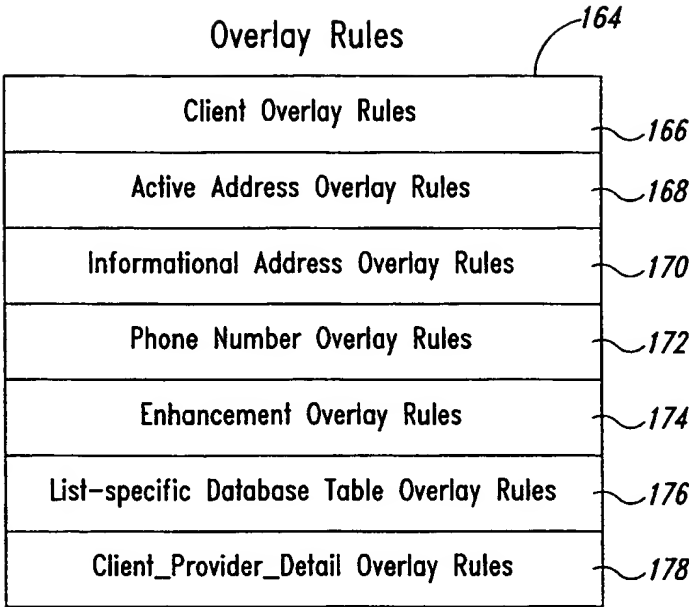 Overlay Rules
164
Client Overlay Rules
166
Active Address Overlay Rules
168
Informational Address Overlay Rules
170
Phone Number Overlay Rules
172
Enhancement Overlay Rules
174
List-specific Database Table Overlay Rules
176
Client_Provider_Detail Overlay Rules
178